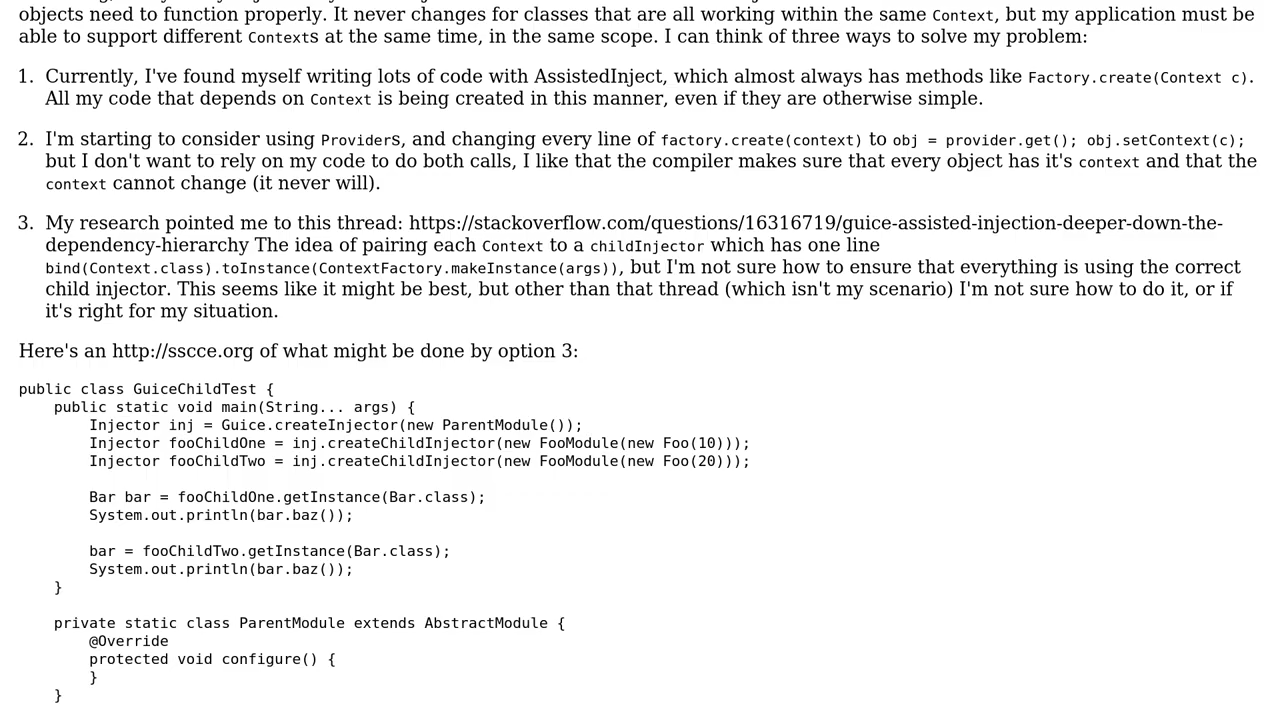 objects need to function properly. It never changes for classes that are all working within the same Context, but my application must be
able to support different Contexts at the same time, in the same scope. I can think of three ways to solve my problem:
1. Currently, I've found myself writing lots of code with AssistedInject, which almost always has methods like Factory.create(Context c).
All my code that depends on Context is being created in this manner, even if they are otherwise simple.
2. I'm starting to consider using Providers, and changing every line of factory.create(context) to obj = provider.get(); obj.setContext(c);
but I don't want to rely on my code to do both calls, I like that the compiler makes sure that every object has it's context and that the
context cannot change (it never will).
3. My research pointed me to this thread: https://stackoverflow.com/questions/16316719/guice-assisted-injection-deeper-down-the-
dependency-hierarchy The idea of pairing each Context to a childInjector which has one line
bind(Context.class).toInstance(ContextFactory.makeInstance(args)), but I'm not sure how to ensure that everything is using the correct
child injector. This seems like it might be best, but other than that thread (which isn't my scenario) I'm not sure how to do it, or if
it's right for my situation.
Here's an http://sscce.org of what might be done by option 3:
public class GuiceChildTest {
    public static void main(String... args) {
        Injector inj = Guice.createInjector(new ParentModule());
        Injector fooChildOne = inj.createChildInjector(new FooModule(new Foo(10)));
        Injector fooChildTwo = inj.createChildInjector(new FooModule(new Foo(20)));
        Bar bar = fooChildOne.getInstance(Bar.class);
        System.out.println(bar.baz());
        bar = fooChildTwo.getInstance(Bar.class);
        System.out.println(bar.baz());
    }
    private static class ParentModule extends AbstractModule {
        @Override
        protected void configure() {
        }
    }